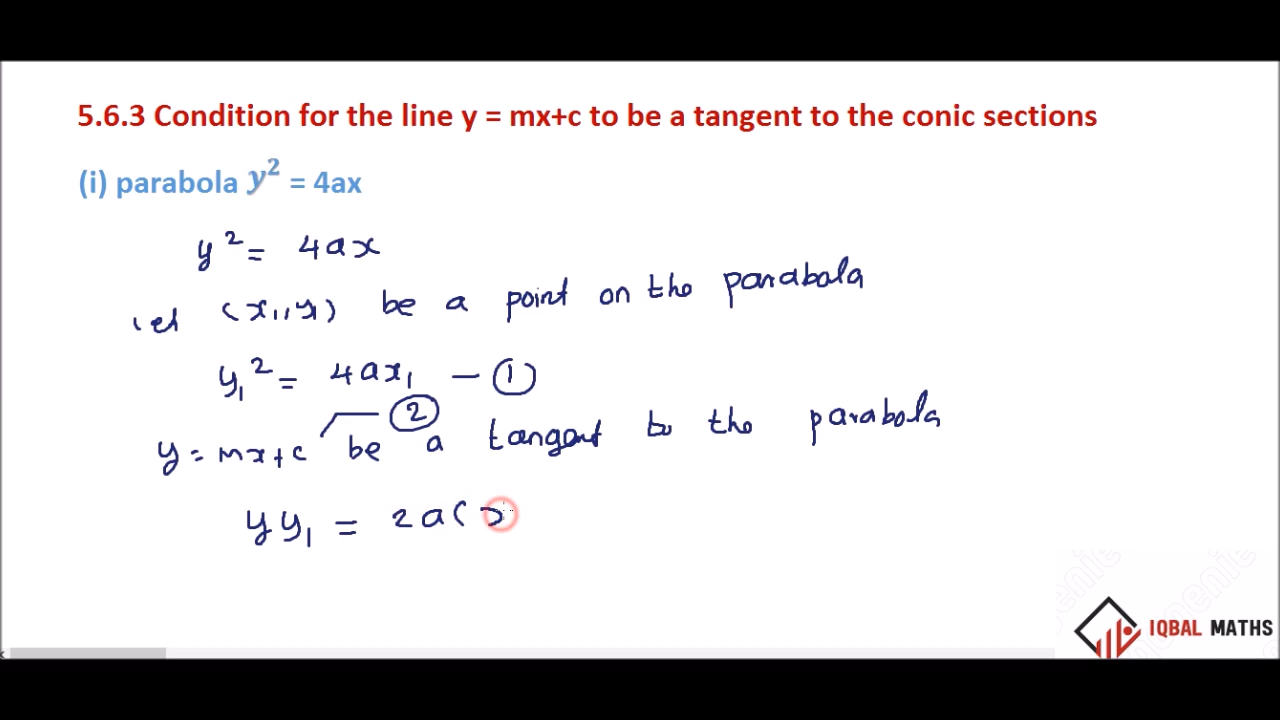 5.6.3 Condition for the line y = mx+c to be a tangent to the conic sections
(i) parabola y² = 4ax
y² = 4ax
let (x₁,y₁) be a point on the parabola
y₁² = 4ax₁ — ①
y = mx+c — ② be a tangent to the parabola
yy₁ = 2a(
IQBAL MATHS